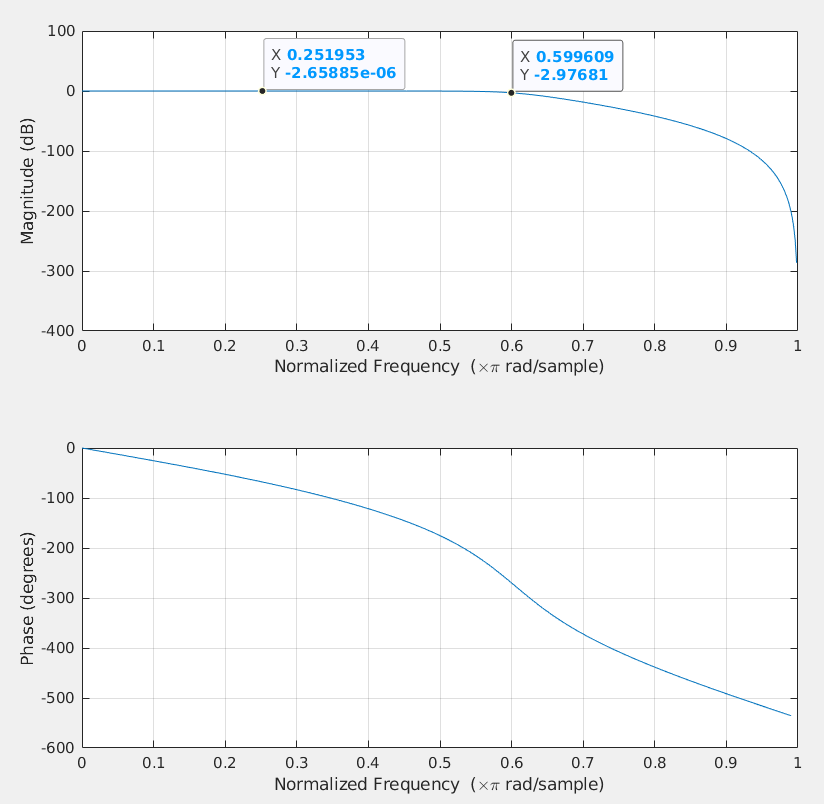 100
0
-100
-200
-300
-400
Magnitude (dB)
X 0.251953
Y -2.65885e-06
X 0.599609
Y -2.97681
0 0.1 0.2 0.3 0.4 0.5 0.6 0.7 0.8 0.9 1
Normalized Frequency (×π rad/sample)
0
-100
-200
-300
-400
-500
-600
Phase (degrees)
0 0.1 0.2 0.3 0.4 0.5 0.6 0.7 0.8 0.9 1
Normalized Frequency (×π rad/sample)